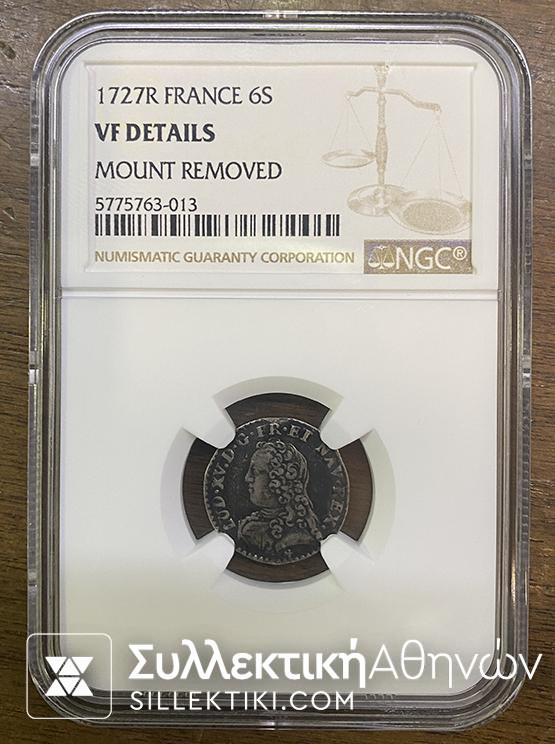 1727R FRANCE 6S
VF DETAILS
MOUNT REMOVED
5775763-013
NUMISMATIC GUARANTY CORPORATION
NGC®
LUD·XV·D·G·FR·ET NAV·REX
ΣυλλεκτικήΑθηνών
SILLEKTIKI.COM